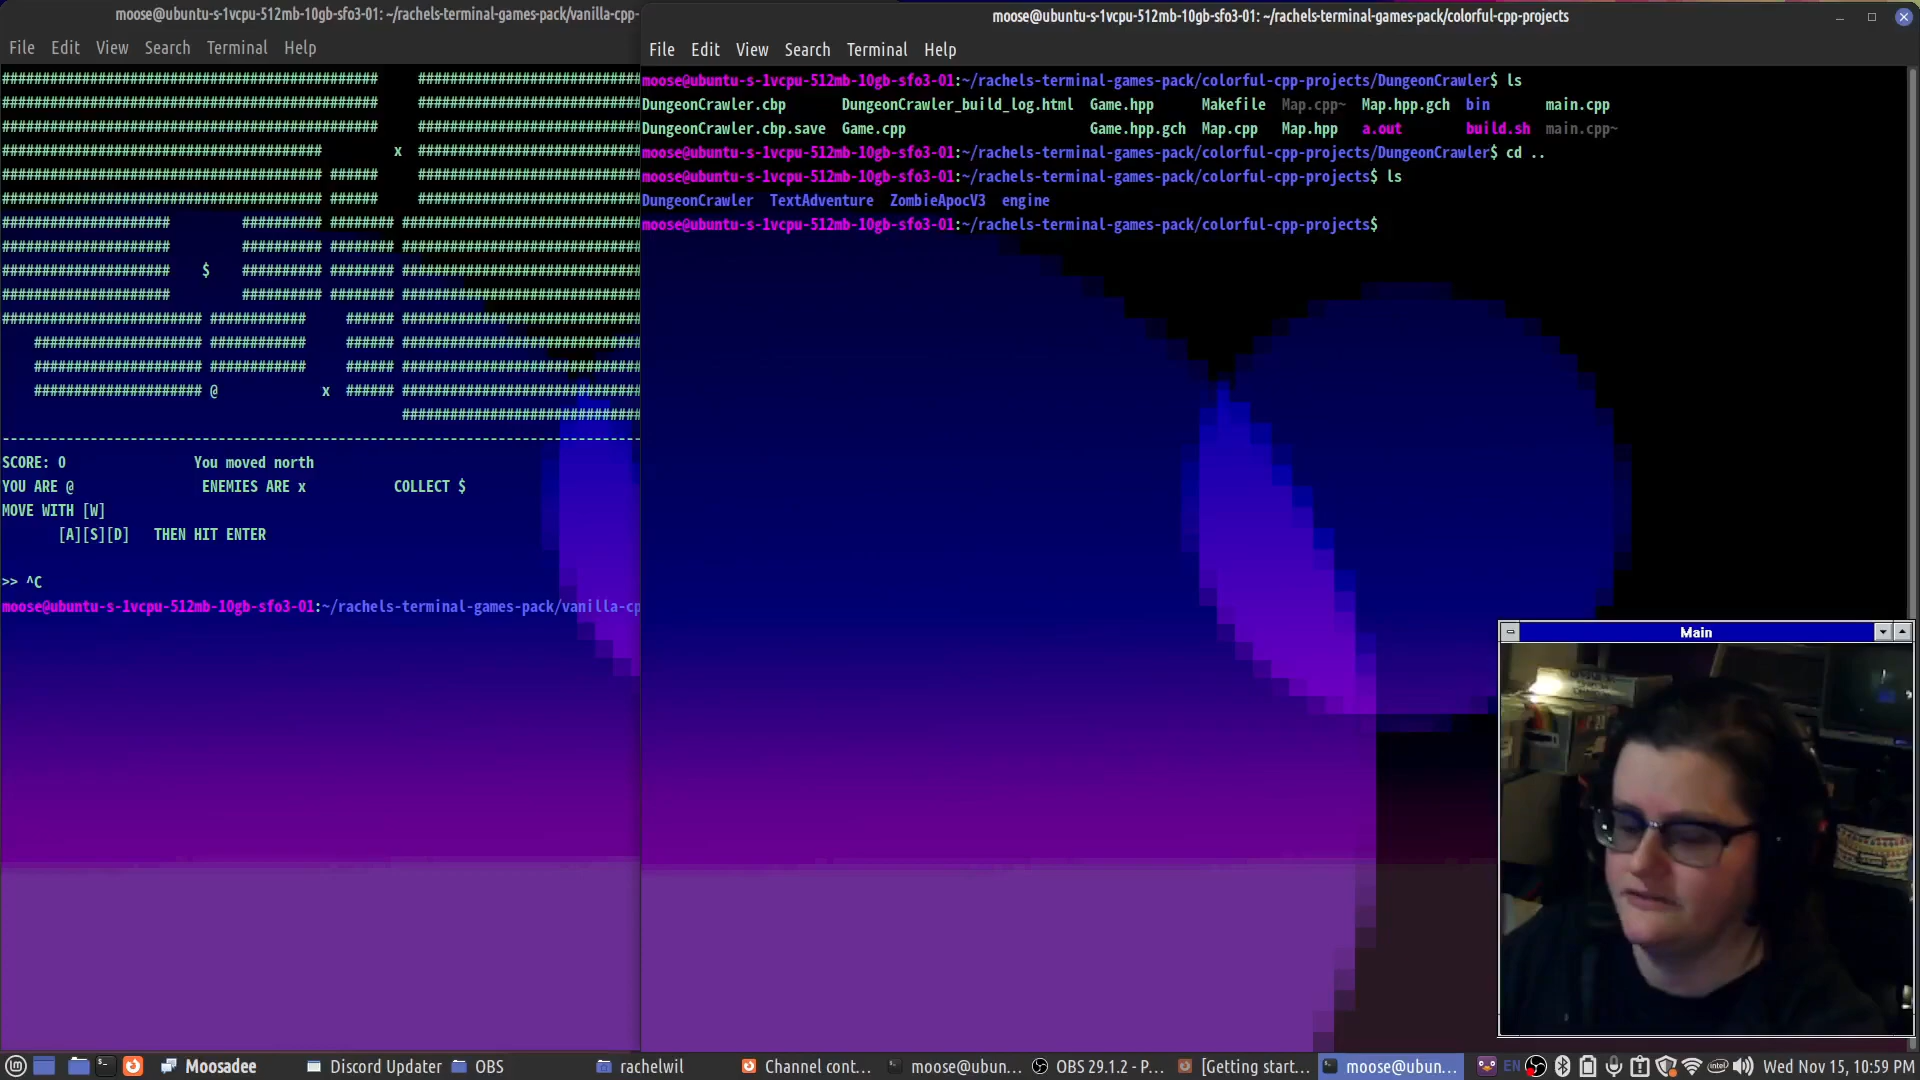 moose@ubuntu-s-1vcpu-512mb-10gb-sfo3-01: ~/rachels-terminal-games-pack/vanilla-cpp-
File Edit View Search Terminal Help
x
$
@ x
SCORE: 0 You moved north
YOU ARE @ ENEMIES ARE x COLLECT $
MOVE WITH [W]
[A][S][D] THEN HIT ENTER
>> ^C
moose@ubuntu-s-1vcpu-512mb-10gb-sfo3-01:~/rachels-terminal-games-pack/vanilla-cp
moose@ubuntu-s-1vcpu-512mb-10gb-sfo3-01: ~/rachels-terminal-games-pack/colorful-cpp-projects
File Edit View Search Terminal Help
moose@ubuntu-s-1vcpu-512mb-10gb-sfo3-01:~/rachels-terminal-games-pack/colorful-cpp-projects/DungeonCrawler$ ls
DungeonCrawler.cbp DungeonCrawler_build_log.html Game.hpp Makefile Map.cpp~ Map.hpp.gch bin main.cpp
DungeonCrawler.cbp.save Game.cpp Game.hpp.gch Map.cpp Map.hpp a.out build.sh main.cpp~
moose@ubuntu-s-1vcpu-512mb-10gb-sfo3-01:~/rachels-terminal-games-pack/colorful-cpp-projects/DungeonCrawler$ cd ..
moose@ubuntu-s-1vcpu-512mb-10gb-sfo3-01:~/rachels-terminal-games-pack/colorful-cpp-projects$ ls
DungeonCrawler TextAdventure ZombieApocV3 engine
moose@ubuntu-s-1vcpu-512mb-10gb-sfo3-01:~/rachels-terminal-games-pack/colorful-cpp-projects$
Main
Moosadee Discord Updater OBS rachelwil Channel cont... moose@ubun... OBS 29.1.2 - P... [Getting start... moose@ubun... EN Wed Nov 15, 10:59 PM